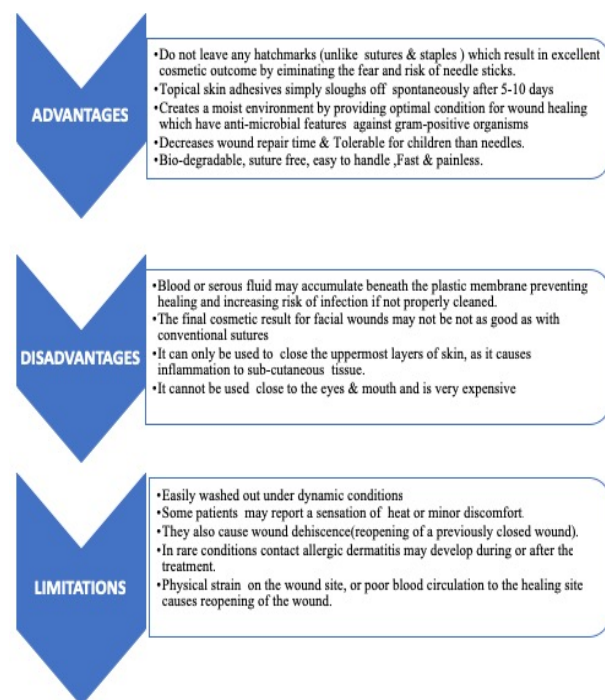 ADVANTAGES
•Do not leave any hatchmarks (unlike sutures & staples ) which result in excellent
cosmetic outcome by eiminating the fear and risk of needle sticks.
•Topical skin adhesives simply sloughs off spontaneously after 5-10 days
•Creates a moist environment by providing optimal condition for wound healing
which have anti-microbial features against gram-positive organisms
•Decreases wound repair time & Tolerable for children than needles.
•Bio-degradable, suture free, easy to handle ,Fast & painless.
DISADVANTAGES
•Blood or serous fluid may accumulate beneath the plastic membrane preventing
healing and increasing risk of infection if not properly cleaned.
•The final cosmetic result for facial wounds may not be not as good as with
conventional sutures
•It can only be used to close the uppermost layers of skin, as it causes
inflammation to sub-cutaneous tissue.
•It cannot be used close to the eyes & mouth and is very expensive
LIMITATIONS
•Easily washed out under dynamic conditions
•Some patients may report a sensation of heat or minor discomfort.
•They also cause wound dehiscence(reopening of a previously closed wound).
•In rare conditions contact allergic dermatitis may develop during or after the
treatment.
•Physical strain on the wound site, or poor blood circulation to the healing site
causes reopening of the wound.